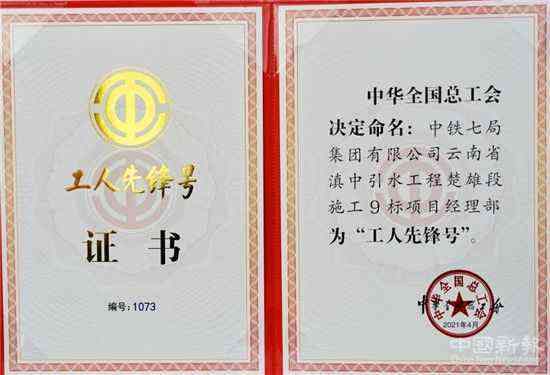 工人先锋号
证书
编号：1073
中华全国总工会
决定命名：中铁七局
集团有限公司云南省
滇中引水工程楚雄段
施工9标项目经理部
为“工人先锋号”。
中华全国总工会
2021年4月
中國新報